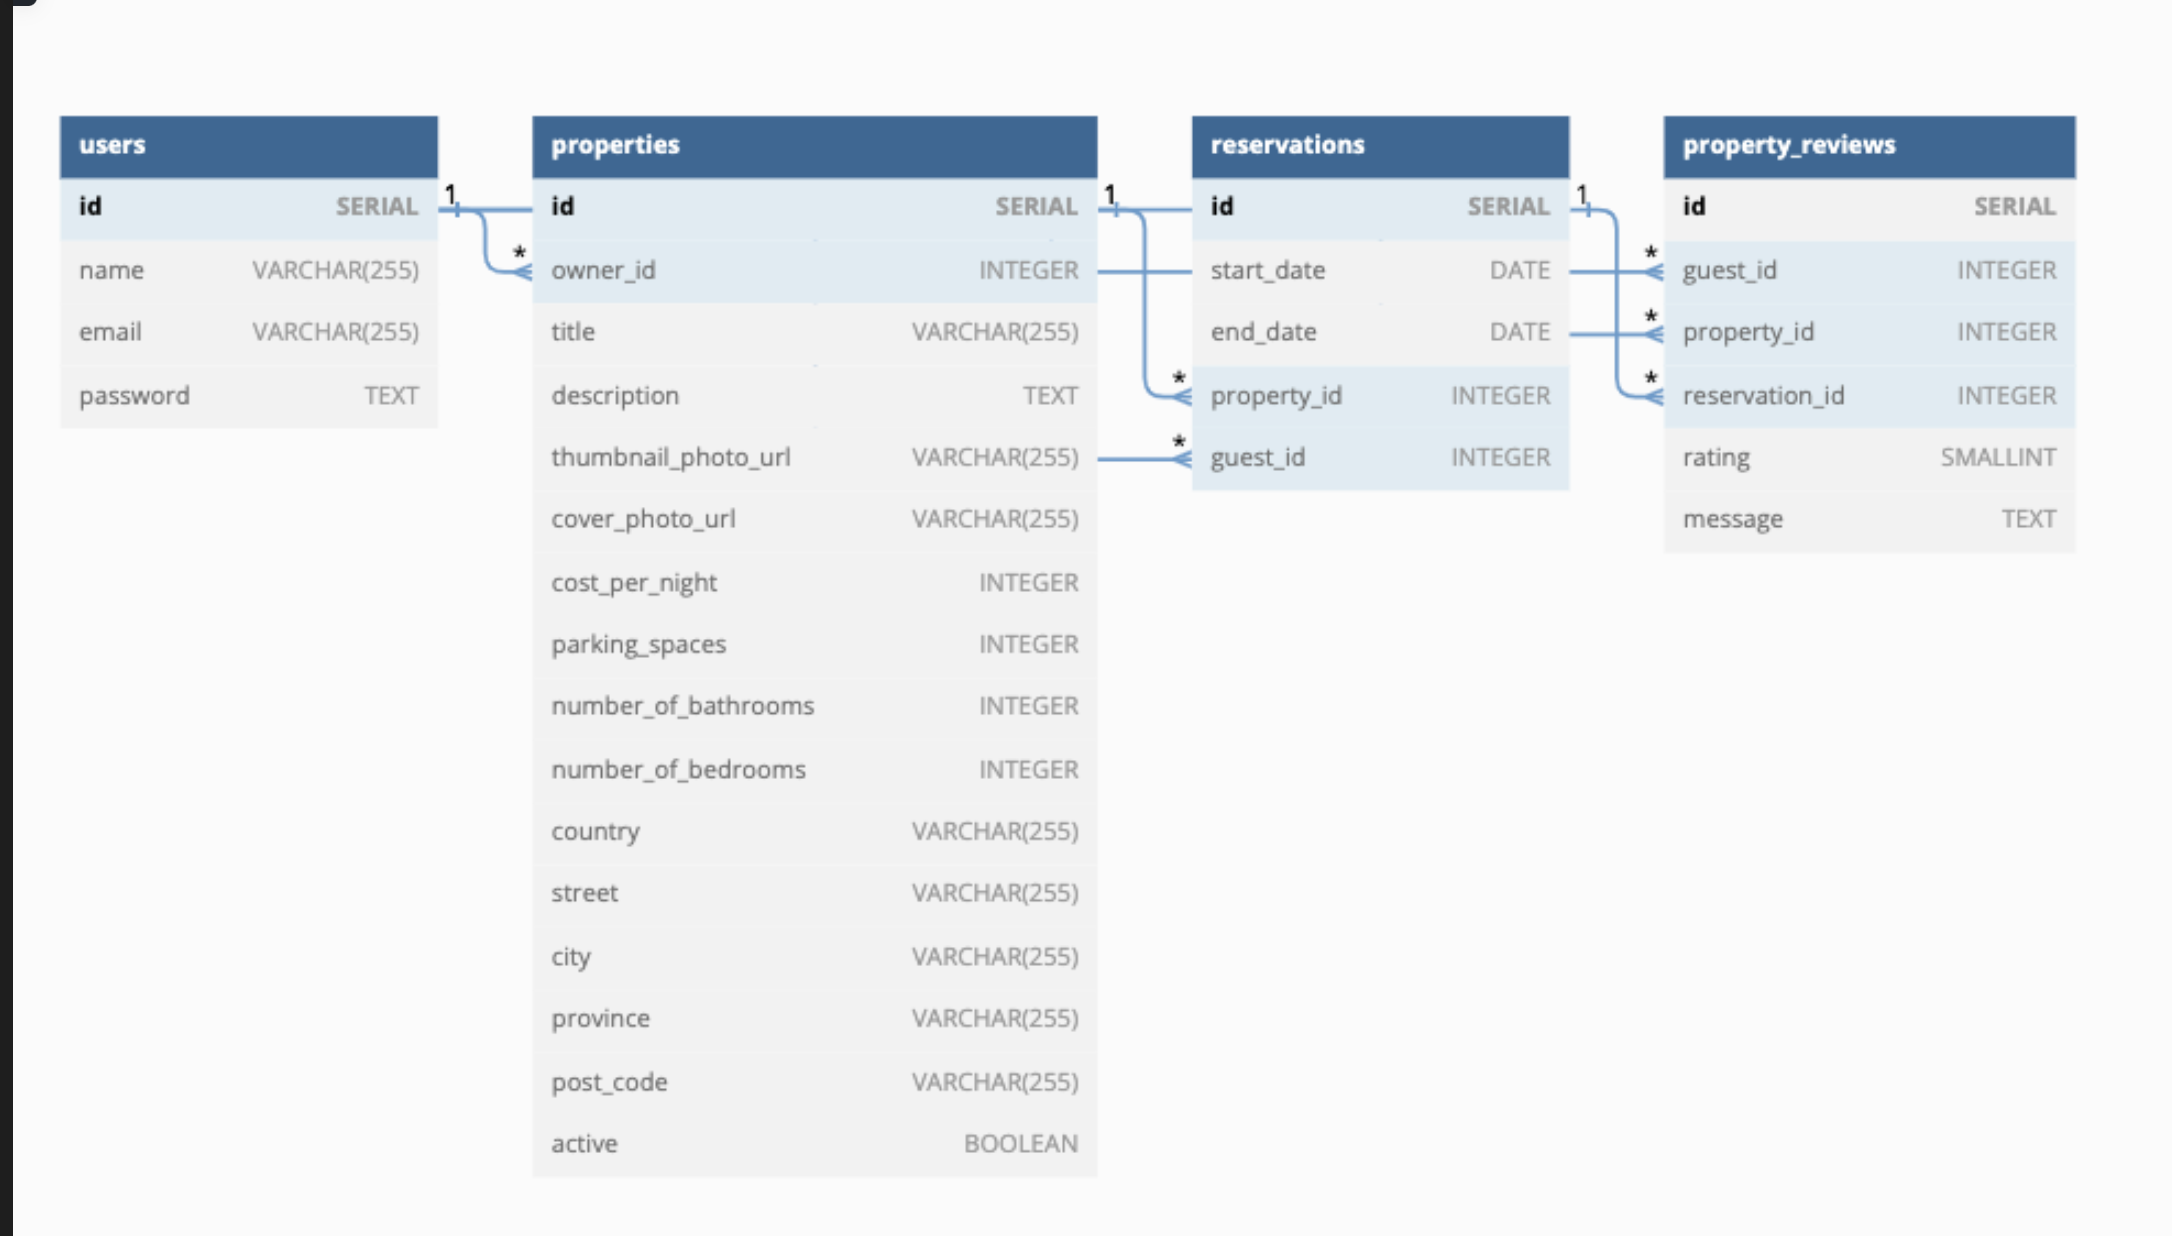 users
id SERIAL
name VARCHAR(255)
email VARCHAR(255)
password TEXT
1
*
properties
id SERIAL
owner_id INTEGER
title VARCHAR(255)
description TEXT
thumbnail_photo_url VARCHAR(255)
cover_photo_url VARCHAR(255)
cost_per_night INTEGER
parking_spaces INTEGER
number_of_bathrooms INTEGER
number_of_bedrooms INTEGER
country VARCHAR(255)
street VARCHAR(255)
city VARCHAR(255)
province VARCHAR(255)
post_code VARCHAR(255)
active BOOLEAN
1
*
*
reservations
id SERIAL
start_date DATE
end_date DATE
property_id INTEGER
guest_id INTEGER
1
*
*
*
property_reviews
id SERIAL
guest_id INTEGER
property_id INTEGER
reservation_id INTEGER
rating SMALLINT
message TEXT